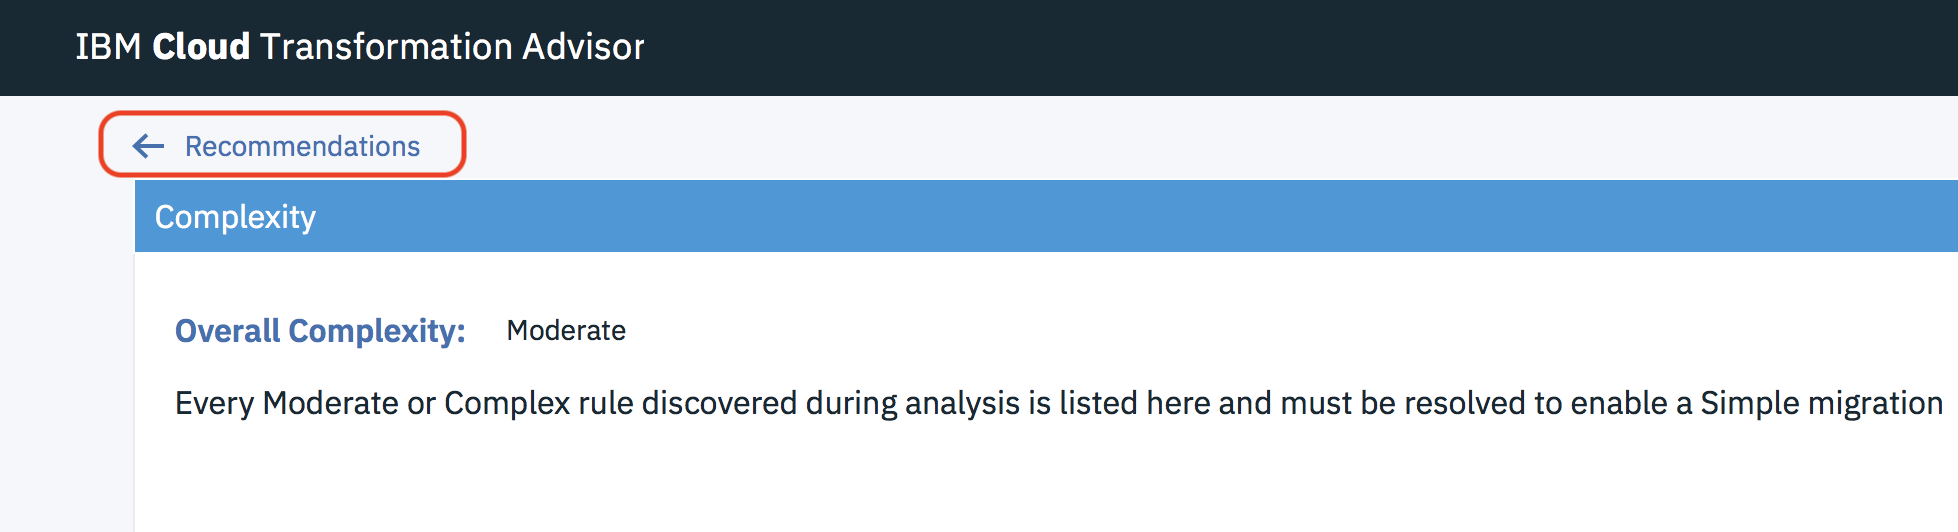 IBM Cloud Transformation Advisor
Recommendations
Complexity
Overall Complexity: Moderate
Every Moderate or Complex rule discovered during analysis is listed here and must be resolved to enable a Simple migration